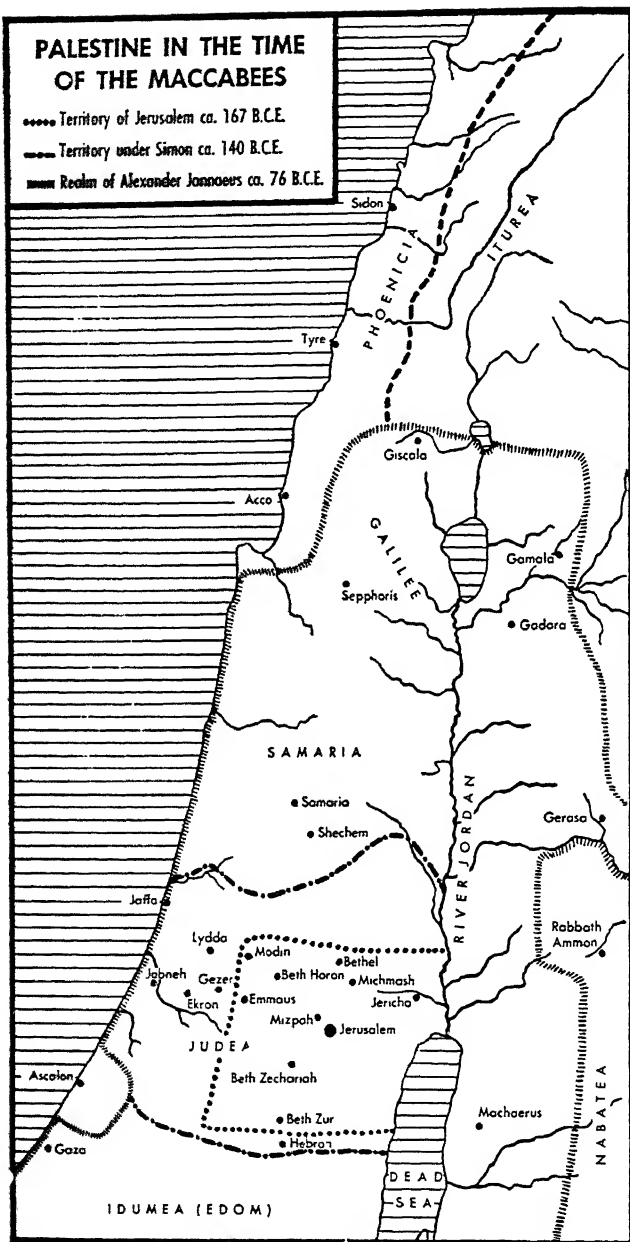 PALESTINE IN THE TIME
OF THE MACCABEES
Territory of Jerusalem ca. 167 B.C.E.
Territory under Simon ca. 140 B.C.E.
Realm of Alexander Jannaeus ca. 76 B.C.E.
Sidon
PHOENICIA
ITUREA
Tyre
Giscala
Acco
GALILEE
Gamala
Sepphoris
Gadara
SAMARIA
Samaria
Gerasa
Shechem
RIVER JORDAN
Jaffa
Lydda
Modin
Rabbath
Ammon
Bethel
Jabneh
Gezer
Beth Horon
Michmash
Ekron
Emmaus
Jericho
Mizpah
Jerusalem
JUDEA
Beth Zechariah
Ascalon
Beth Zur
Machaerus
NABATEA
Hebron
Gaza
DEAD
SEA
IDUMEA (EDOM)